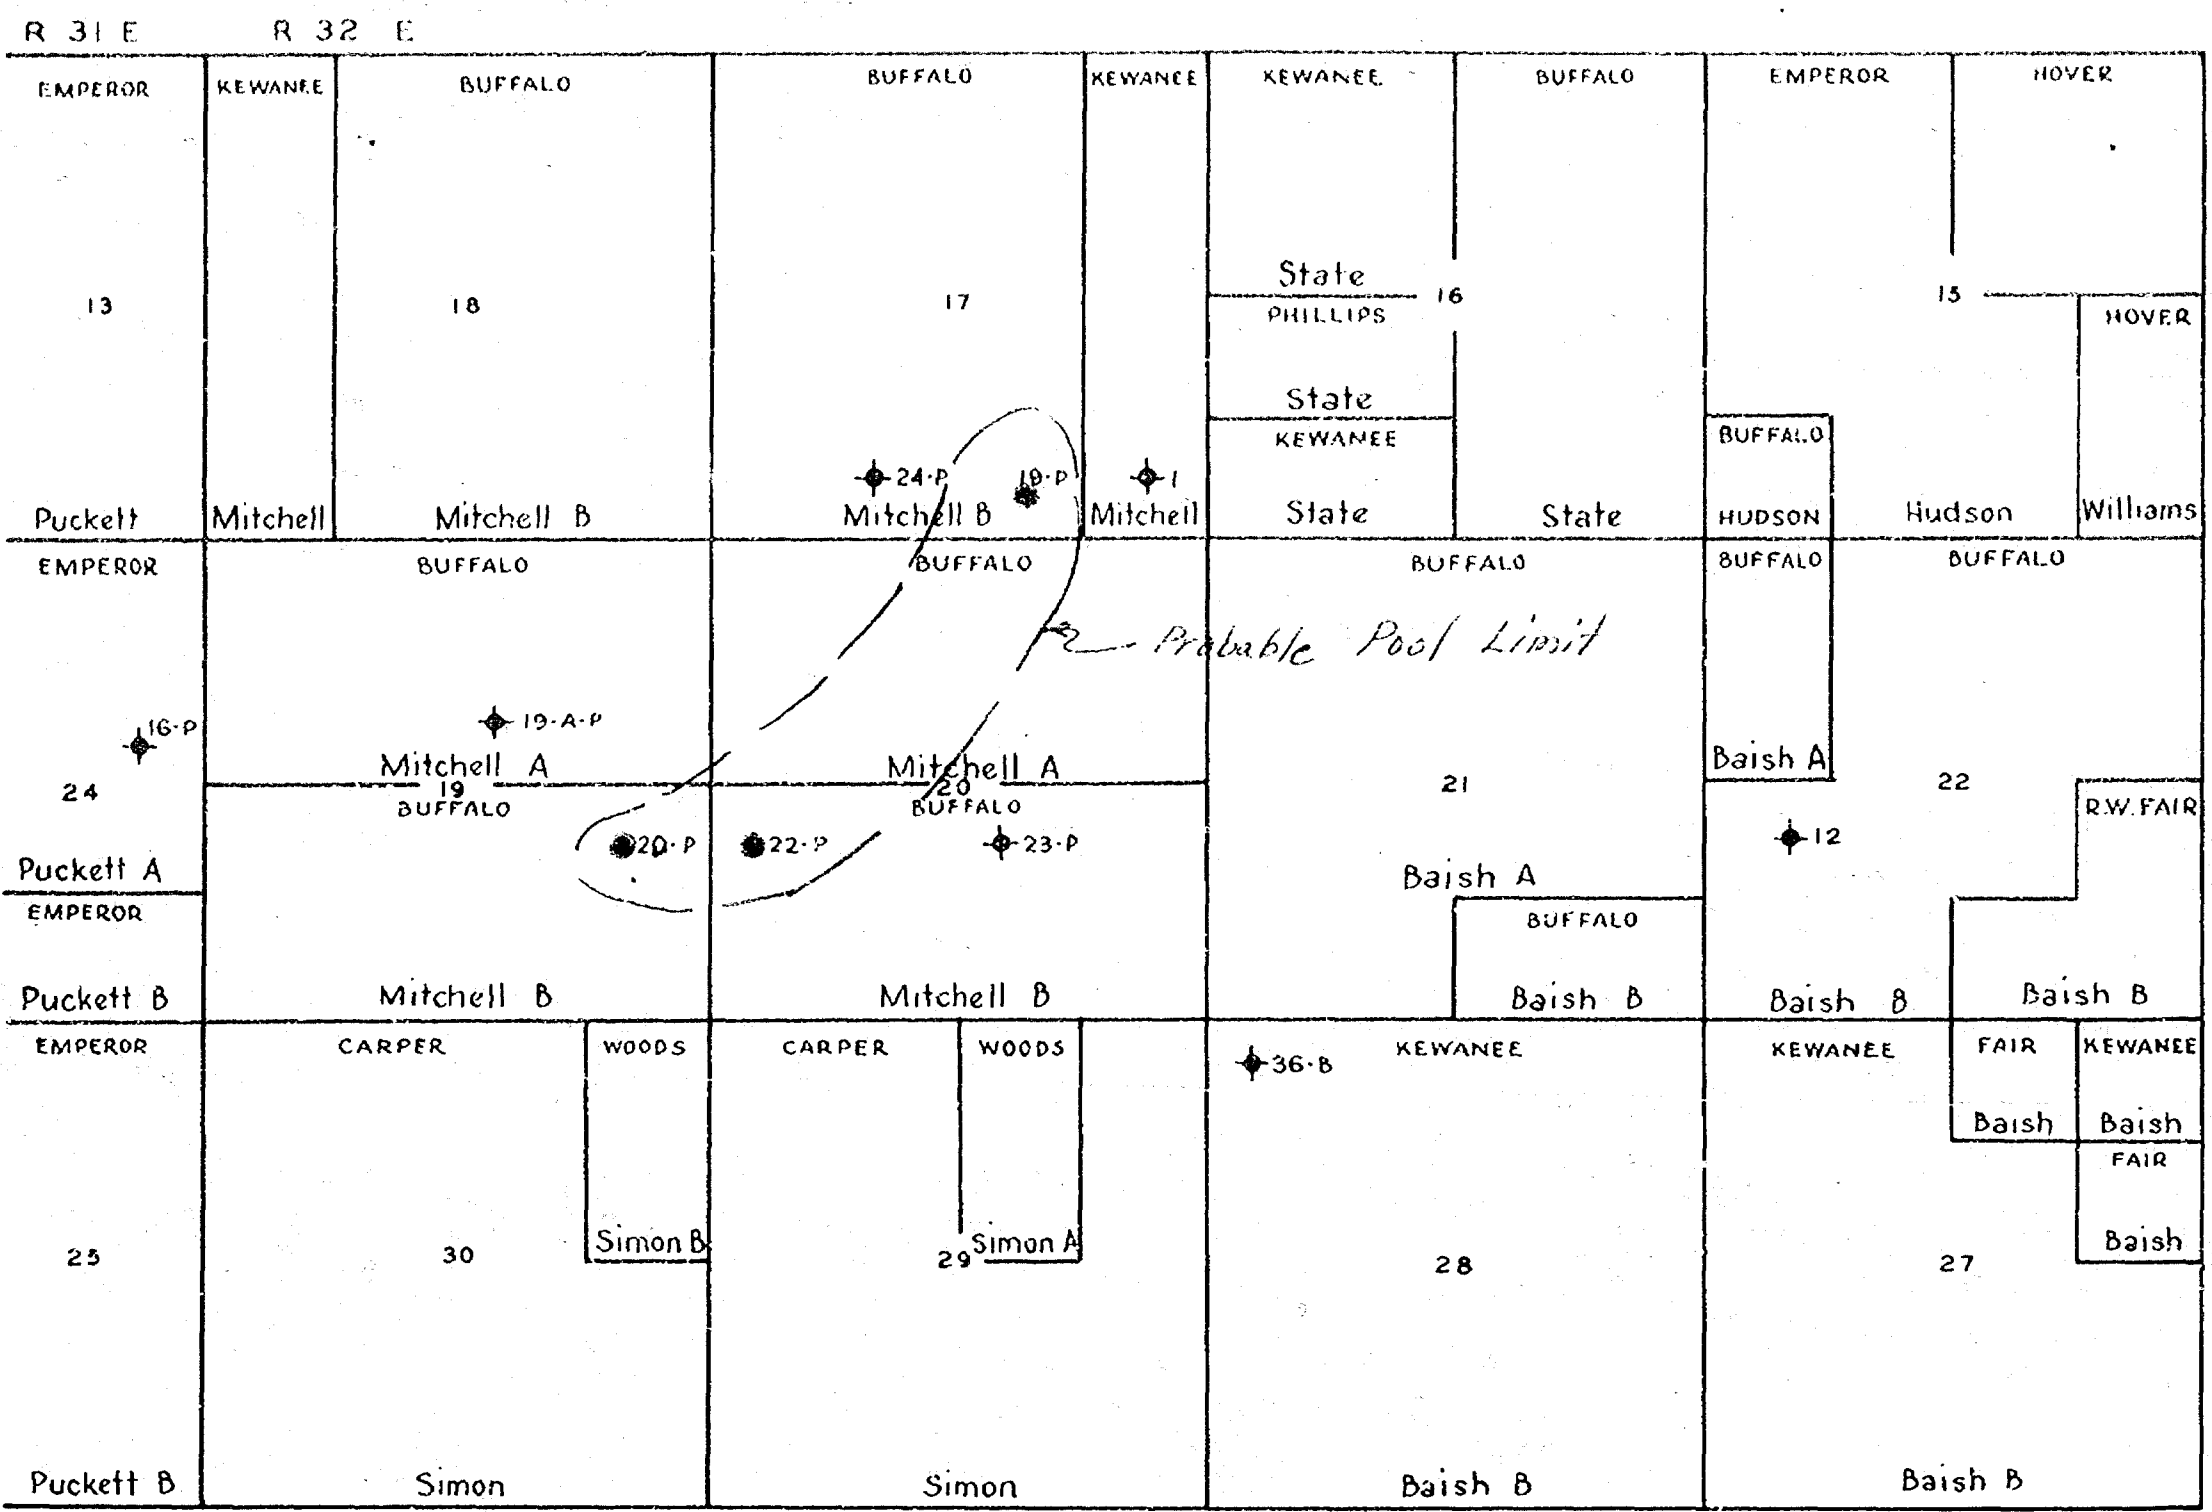 R 31 E R 32 E
EMPEROR KEWANEE BUFFALO BUFFALO KEWANEE KEWANEE BUFFALO EMPEROR HOVER
State
13 18 17 16 15
PHILLIPS HOVER
State
KEWANEE BUFFALO
24-P 19-P 1
Puckett Mitchell Mitchell B Mitchell B Mitchell State State HUDSON Hudson Williams
EMPEROR BUFFALO BUFFALO BUFFALO BUFFALO BUFFALO
Probable Pool Limit
16-P 19-A-P
Mitchell A Mitchell A Baish A
24 19 20 21 22
BUFFALO BUFFALO R.W. FAIR
20-P 22-P 23-P 12
Puckett A Baish A
EMPEROR BUFFALO
Puckett B Mitchell B Mitchell B Baish B Baish B Baish B
EMPEROR CARPER WOODS CARPER WOODS KEWANEE KEWANEE FAIR KEWANEE
36-B
Baish Baish
FAIR
Simon B Simon A Baish
25 30 29 28 27
Puckett B Simon Simon Baish B Baish B